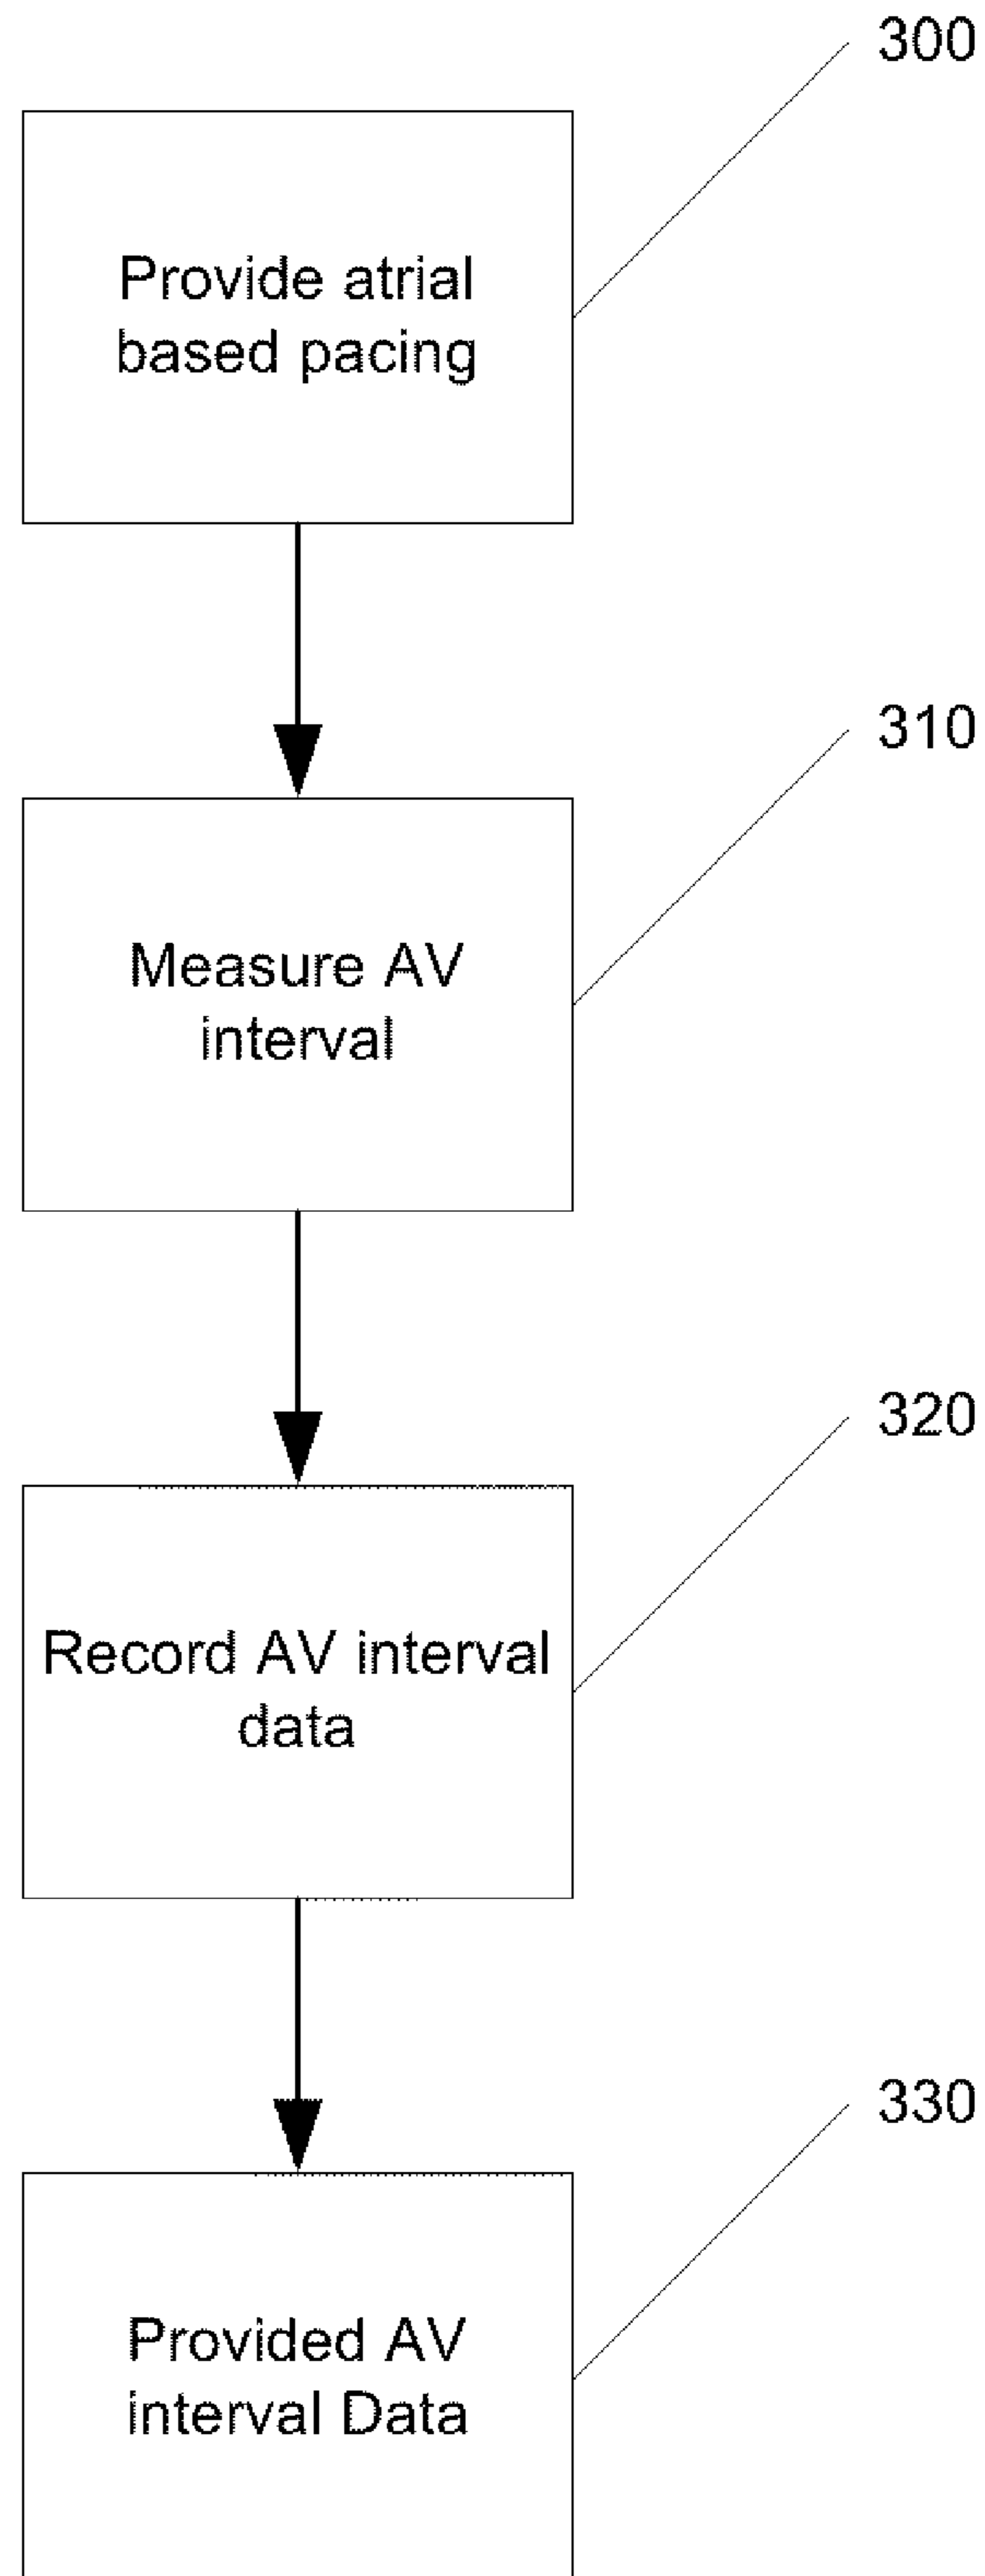 300
Provide atrial
based pacing
310
Measure AV
interval
320
Record AV interval
data
330
Provided AV
interval Data